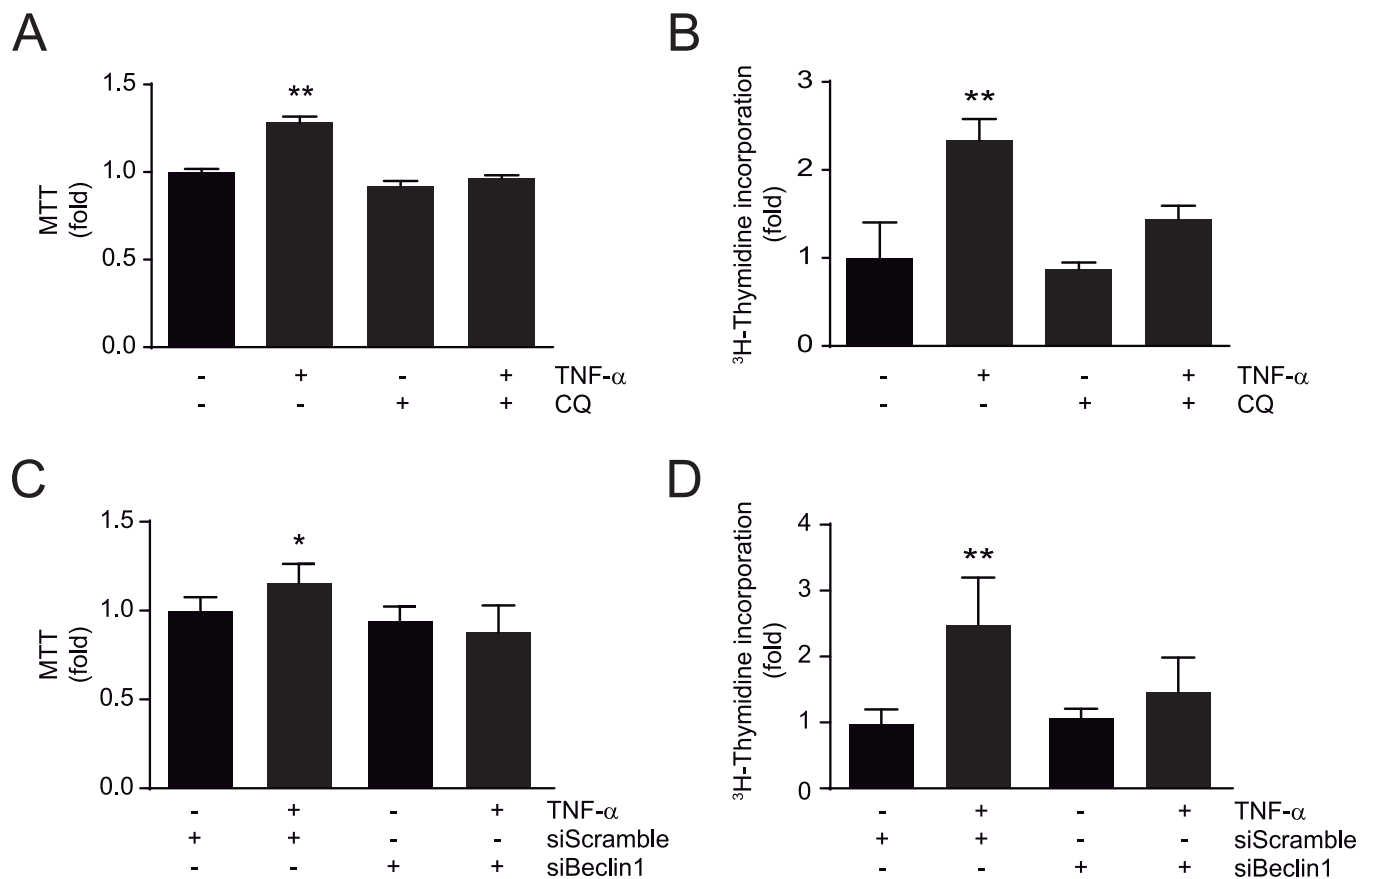 A
MTT
(fold)
1.5
1.0
0.5
0.0
**
- + - + TNF-α
- - + + CQ
B
³H-Thymidine incorporation
(fold)
3
2
1
0
**
- + - + TNF-α
- - + + CQ
C
MTT
(fold)
1.5
1.0
0.5
0.0
*
- + - + TNF-α
+ + - - siScramble
- - + + siBeclin1
D
³H-Thymidine incorporation
(fold)
4
3
2
1
0
**
- + - + TNF-α
+ + - - siScramble
- - + + siBeclin1